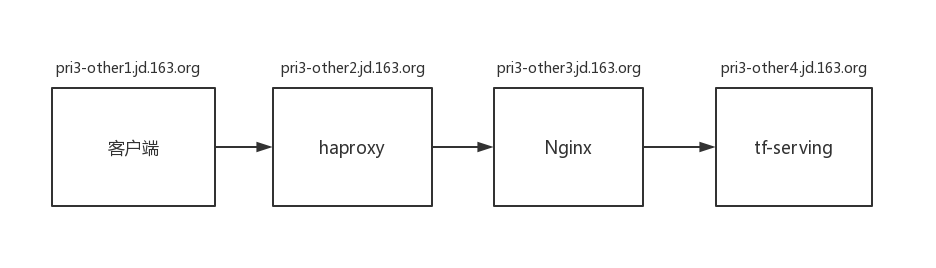 pri3-other1.jd.163.org
pri3-other2.jd.163.org
pri3-other3.jd.163.org
pri3-other4.jd.163.org
客户端
haproxy
Nginx
tf-serving